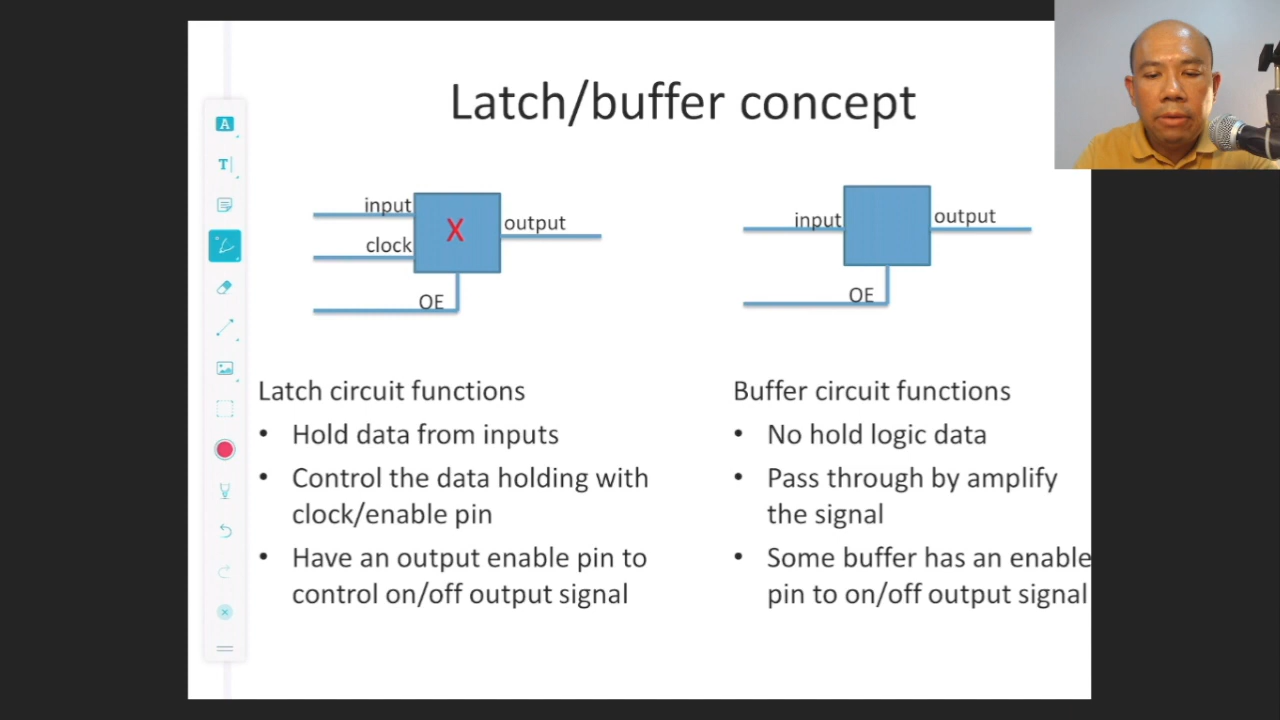 Latch/buffer concept
input
clock
X
output
OE
input
output
OE
Latch circuit functions
• Hold data from inputs
• Control the data holding with
clock/enable pin
• Have an output enable pin to
control on/off output signal
Buffer circuit functions
• No hold logic data
• Pass through by amplify
the signal
• Some buffer has an enable
pin to on/off output signal
A
T